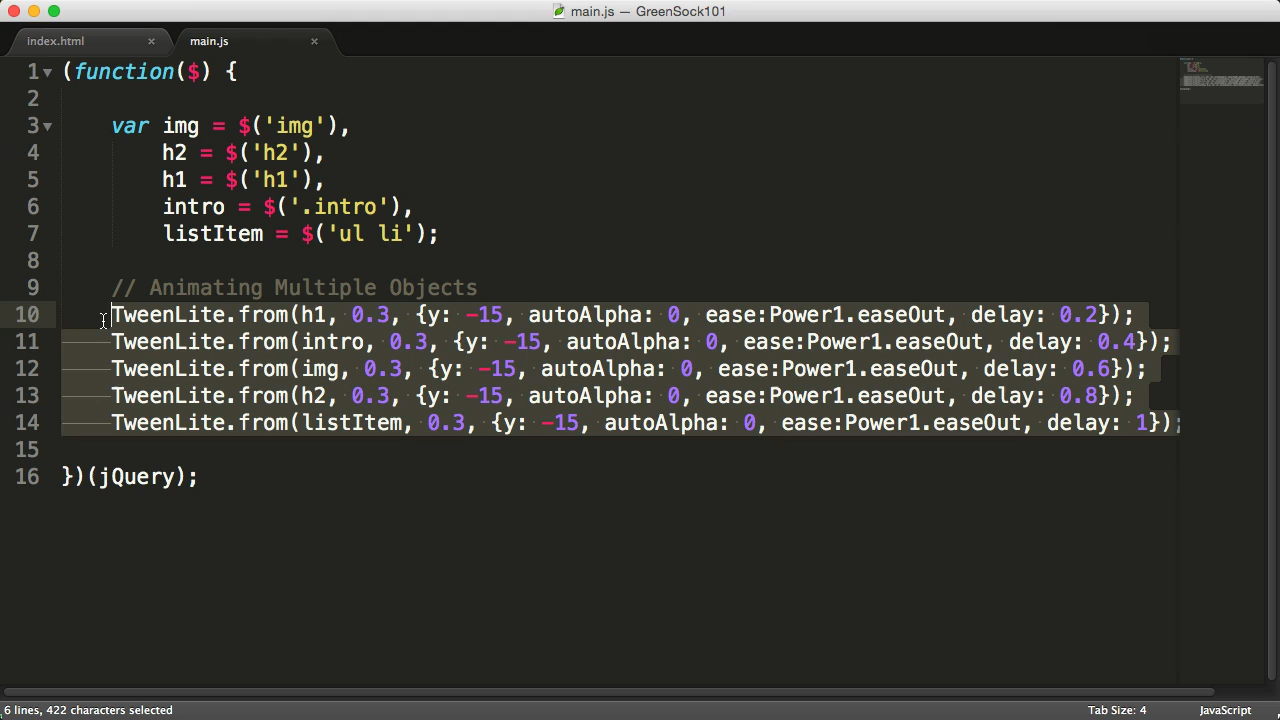 main.js — GreenSock101
index.html × main.js ×
1 (function($) {
2
3 var img = $('img'),
4 h2 = $('h2'),
5 h1 = $('h1'),
6 intro = $('.intro'),
7 listItem = $('ul li');
8
9 // Animating Multiple Objects
10 TweenLite.from(h1, 0.3, {y: -15, autoAlpha: 0, ease:Power1.easeOut, delay: 0.2});
11 TweenLite.from(intro, 0.3, {y: -15, autoAlpha: 0, ease:Power1.easeOut, delay: 0.4});
12 TweenLite.from(img, 0.3, {y: -15, autoAlpha: 0, ease:Power1.easeOut, delay: 0.6});
13 TweenLite.from(h2, 0.3, {y: -15, autoAlpha: 0, ease:Power1.easeOut, delay: 0.8});
14 TweenLite.from(listItem, 0.3, {y: -15, autoAlpha: 0, ease:Power1.easeOut, delay: 1});
15
16 })(jQuery);
6 lines, 422 characters selected Tab Size: 4 JavaScript